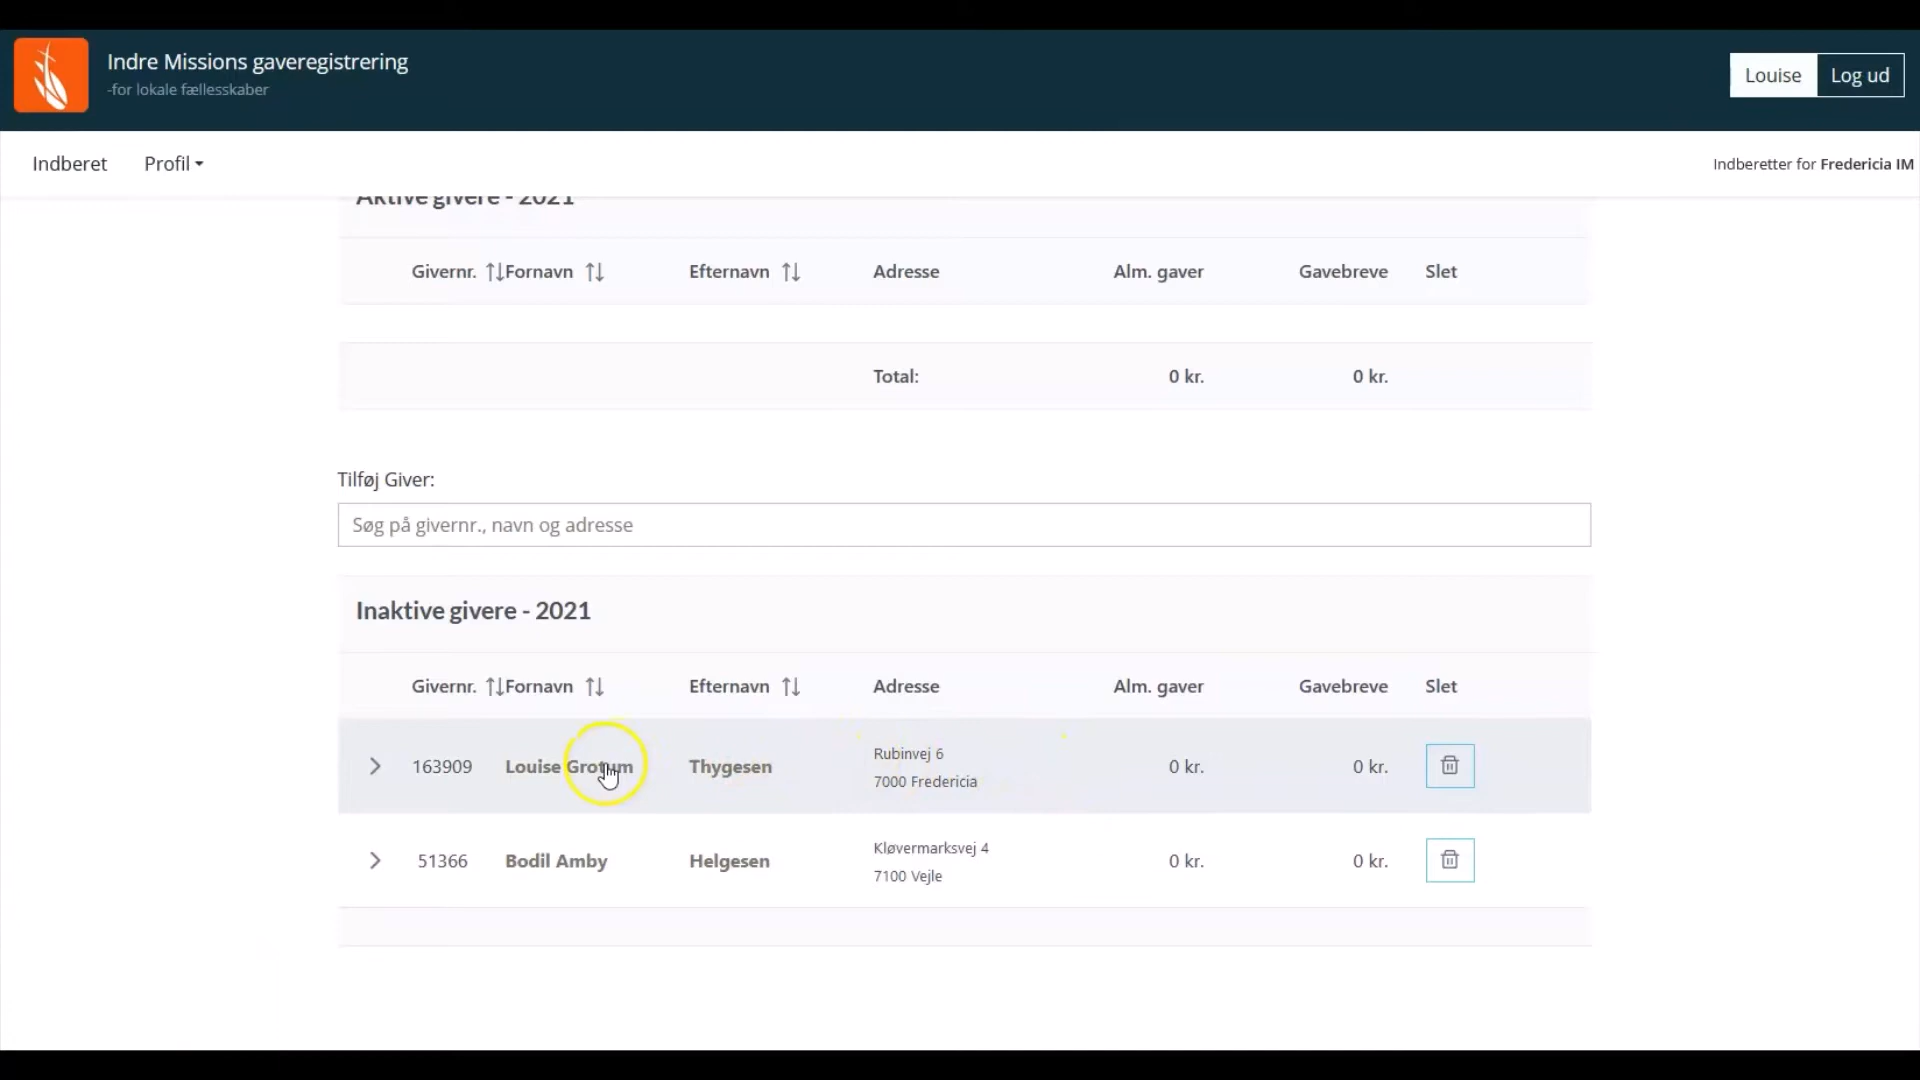 Indre Missions gaveregistrering
-for lokale fællesskaber
Louise Log ud
Indberet Profil Indberetter for Fredericia IM
Aktive givere - 2021
Givernr. Fornavn Efternavn Adresse Alm. gaver Gavebreve Slet
Total: 0 kr. 0 kr.
Tilføj Giver:
Søg på givernr., navn og adresse
Inaktive givere - 2021
Givernr. Fornavn Efternavn Adresse Alm. gaver Gavebreve Slet
163909 Louise Thygesen Rubinvej 6 0 kr. 0 kr.
7000 Fredericia
51366 Bodil Amby Helgesen Kløvermarksvej 4 0 kr. 0 kr.
7100 Vejle